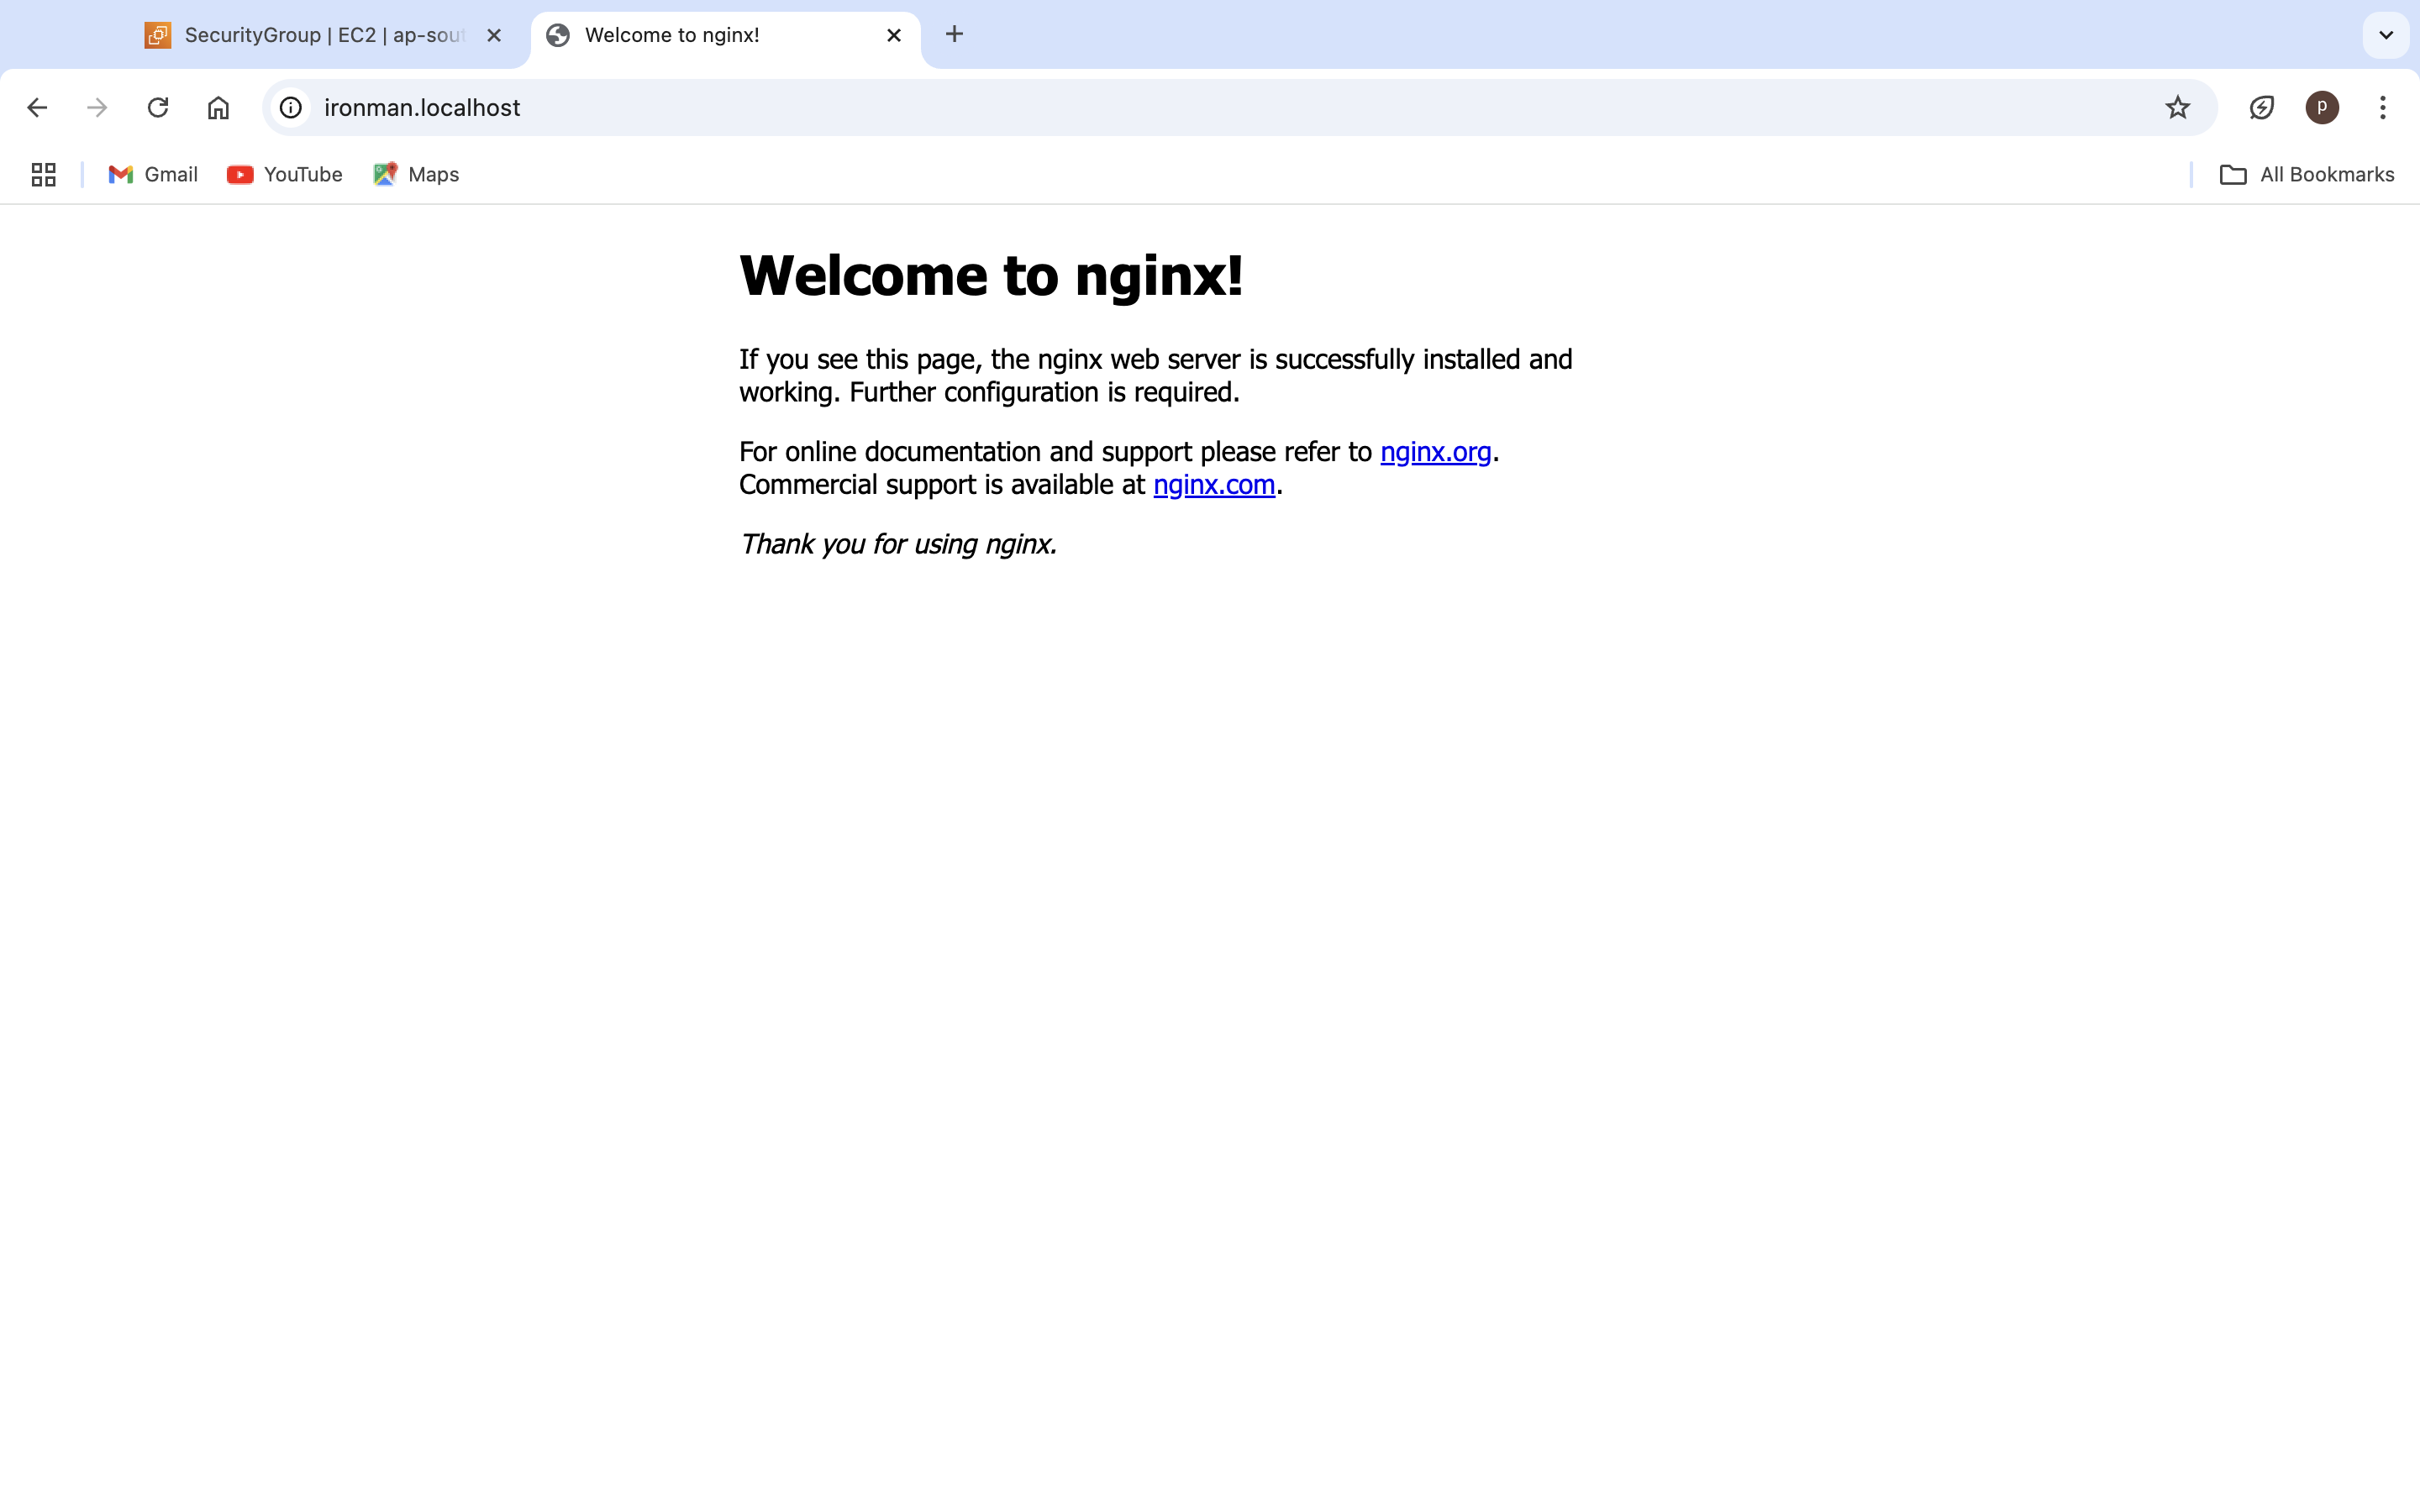 SecurityGroup | EC2 | ap-sout
Welcome to nginx!
ironman.localhost
p
Gmail
YouTube
Maps
All Bookmarks
Welcome to nginx!
If you see this page, the nginx web server is successfully installed and
working. Further configuration is required.
For online documentation and support please refer to nginx.org.
Commercial support is available at nginx.com.
Thank you for using nginx.